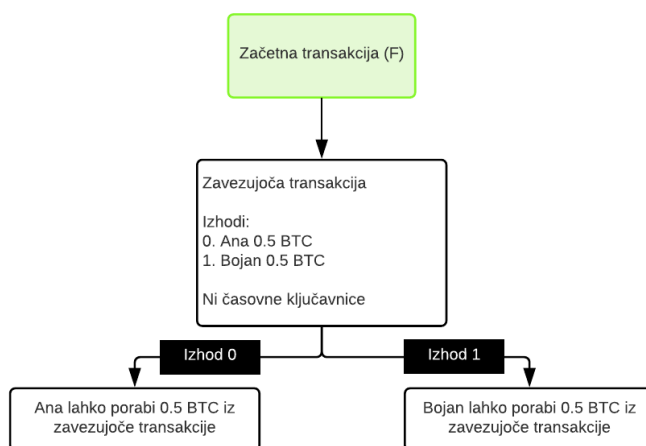 Začetna transakcija (F)
Zavezujoča transakcija
Izhodi:
0. Ana 0.5 BTC
1. Bojan 0.5 BTC
Ni časovne ključavnice
Izhod 0
Izhod 1
Ana lahko porabi 0.5 BTC iz
zavezujoče transakcije
Bojan lahko porabi 0.5 BTC iz
zavezujoče transakcije